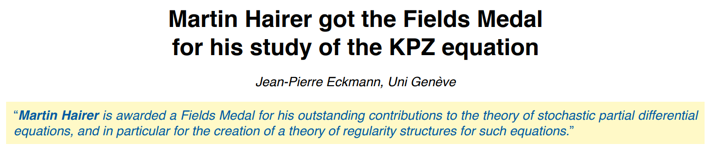 Martin Hairer got the Fields Medal
for his study of the KPZ equation
Jean-Pierre Eckmann, Uni Genève
“Martin Hairer is awarded a Fields Medal for his outstanding contributions to the theory of stochastic partial differential
equations, and in particular for the creation of a theory of regularity structures for such equations.”